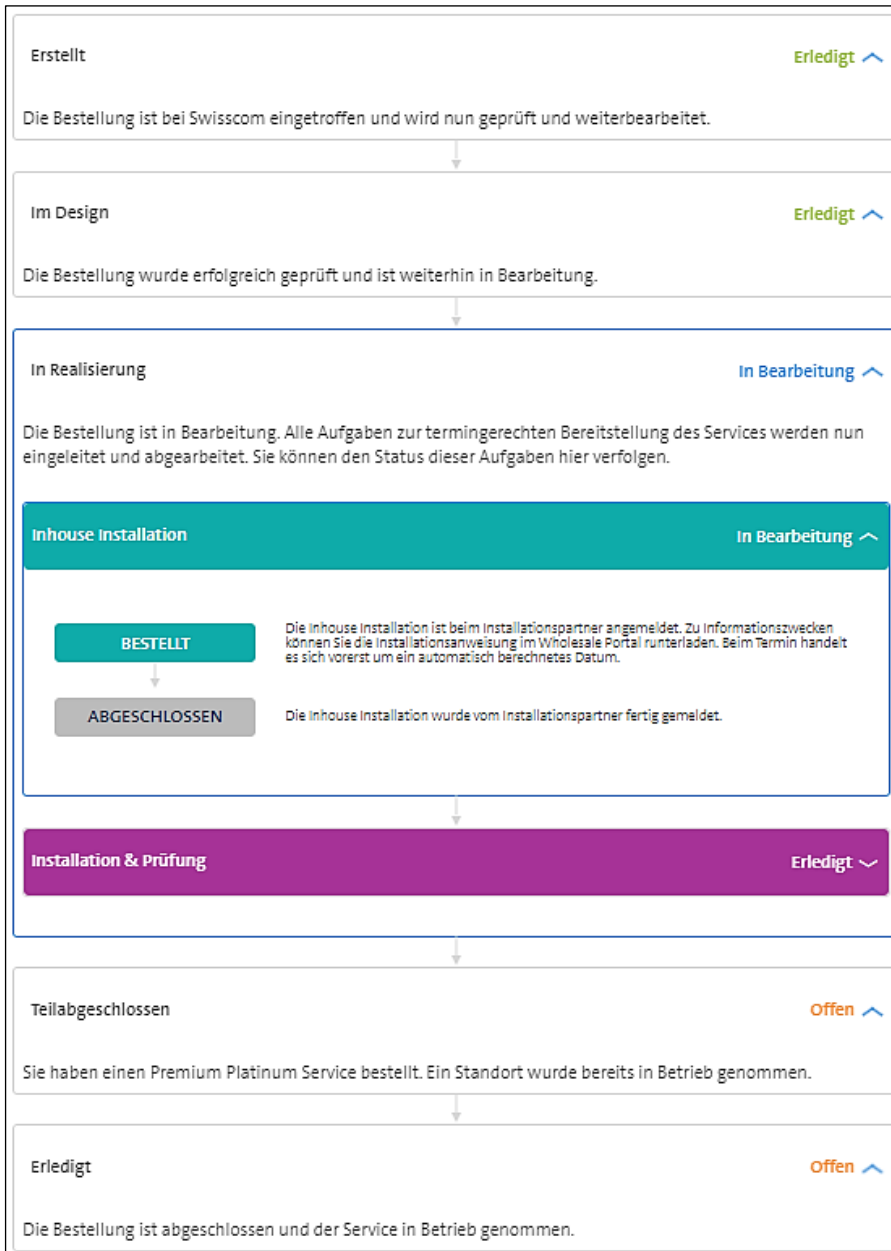 Erstellt Erledigt
Die Bestellung ist bei Swisscom eingetroffen und wird nun geprüft und weiterbearbeitet.
Im Design Erledigt
Die Bestellung wurde erfolgreich geprüft und ist weiterhin in Bearbeitung.
In Realisierung In Bearbeitung
Die Bestellung ist in Bearbeitung. Alle Aufgaben zur termingerechten Bereitstellung des Services werden nun
eingeleitet und abgearbeitet. Sie können den Status dieser Aufgaben hier verfolgen.
Inhouse Installation In Bearbeitung
BESTELLT
Die Inhouse Installation ist beim Installationspartner angemeldet. Zu Informationszwecken
können Sie die Installationsanweisung im Wholesale Portal runterladen. Beim Termin handelt
es sich vorerst um ein automatisch berechnetes Datum.
ABGESCHLOSSEN
Die Inhouse Installation wurde vom Installationspartner fertig gemeldet.
Installation & Prüfung Erledigt
Teilabgeschlossen Offen
Sie haben einen Premium Platinum Service bestellt. Ein Standort wurde bereits in Betrieb genommen.
Erledigt Offen
Die Bestellung ist abgeschlossen und der Service in Betrieb genommen.